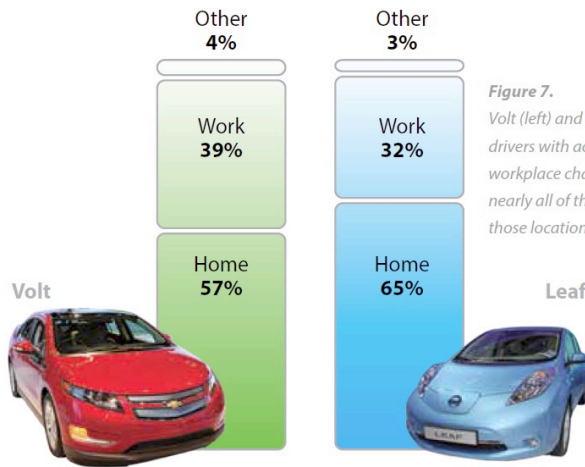 Other
4%
Other
3%
Work
39%
Work
32%
Home
57%
Home
65%
Volt
Leaf
LEAF
Figure 7.
Volt (left) and
drivers with
workplace
nearly all of
those